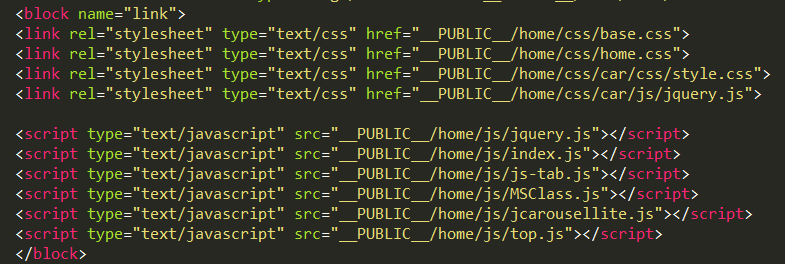 <block name="link">
<link rel="stylesheet" type="text/css" href="__PUBLIC__/home/css/base.css">
<link rel="stylesheet" type="text/css" href="__PUBLIC__/home/css/home.css">
<link rel="stylesheet" type="text/css" href="__PUBLIC__/home/css/car/css/style.css">
<link rel="stylesheet" type="text/css" href="__PUBLIC__/home/css/car/js/jquery.js">
<script type="text/javascript" src="__PUBLIC__/home/js/jquery.js"></script>
<script type="text/javascript" src="__PUBLIC__/home/js/index.js"></script>
<script type="text/javascript" src="__PUBLIC__/home/js/js-tab.js"></script>
<script type="text/javascript" src="__PUBLIC__/home/js/MSClass.js"></script>
<script type="text/javascript" src="__PUBLIC__/home/js/jcarousellite.js"></script>
<script type="text/javascript" src="__PUBLIC__/home/js/top.js"></script>
</block>